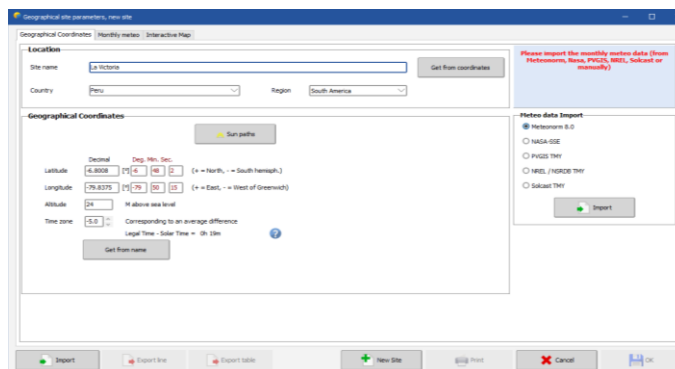 Geographical site parameters, new site
Geographical Coordinates Monthly meteo Interactive Map
Location
Site name La Victoria Get from coordinates
Country Peru Region South America
Please import the monthly meteo data (from Meteonorm, Nasa, PVGIS, NREL, Solcast or manually)
Geographical Coordinates
Sun paths
Decimal Deg. Min. Sec.
Latitude -6.8008 [°] -6 48 2 (+ = North, - = South hemisph.)
Longitude -79.8375 [°] -79 50 15 (+ = East, - = West of Greenwich)
Altitude 24 M above sea level
Time zone -5.0 Corresponding to an average difference
Legal Time - Solar Time = 0h 19m ?
Get from name
Meteo data Import
Meteonorm 8.0
NASA-SSE
PVGIS TMY
NREL / NSRDB TMY
Solcast TMY
Import
Import Export line Export table New Site Print Cancel OK